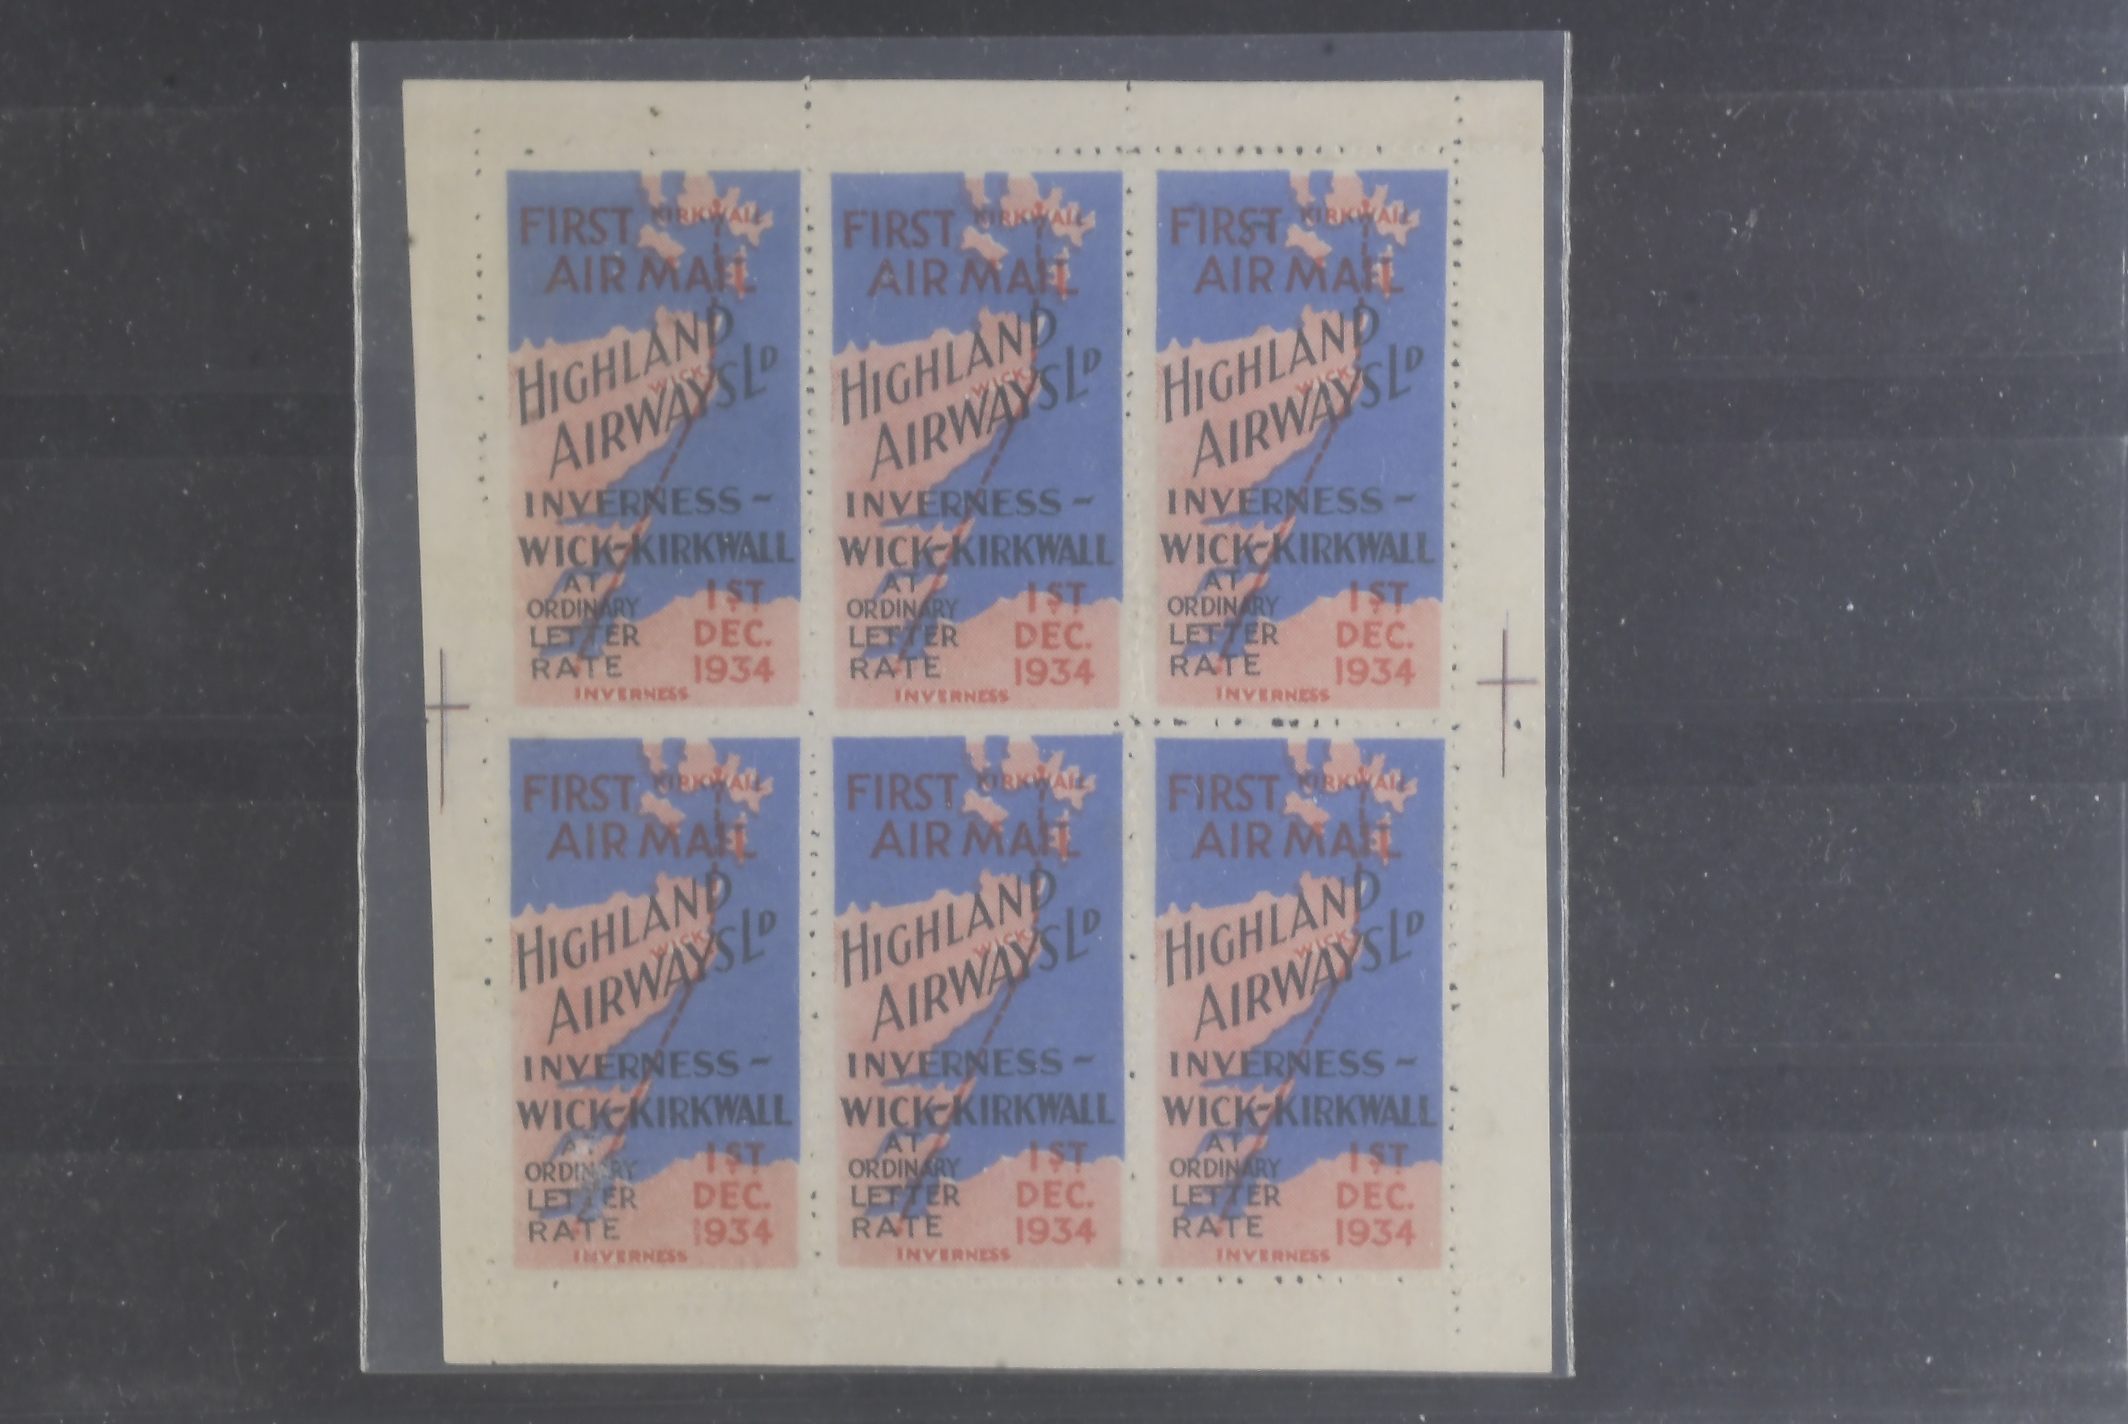 FIRST KIRKWALL
AIR MAIL
HIGHLAND
WICK
AIRWAYS LD
INVERNESS -
WICK-KIRKWALL
AT
ORDINARY
LETTER
RATE
1ST
DEC.
1934
INVERNESS
FIRST KIRKWALL
AIR MAIL
HIGHLAND
WICK
AIRWAYS LD
INVERNESS -
WICK-KIRKWALL
AT
ORDINARY
LETTER
RATE
1ST
DEC.
1934
INVERNESS
FIRST KIRKWALL
AIR MAIL
HIGHLAND
WICK
AIRWAYS LD
INVERNESS -
WICK-KIRKWALL
AT
ORDINARY
LETTER
RATE
1ST
DEC.
1934
INVERNESS
FIRST KIRKWALL
AIR MAIL
HIGHLAND
WICK
AIRWAYS LD
INVERNESS -
WICK-KIRKWALL
AT
ORDINARY
LETTER
RATE
1ST
DEC.
1934
INVERNESS
FIRST KIRKWALL
AIR MAIL
HIGHLAND
WICK
AIRWAYS LD
INVERNESS -
WICK-KIRKWALL
AT
ORDINARY
LETTER
RATE
1ST
DEC.
1934
INVERNESS
FIRST KIRKWALL
AIR MAIL
HIGHLAND
WICK
AIRWAYS LD
INVERNESS -
WICK-KIRKWALL
AT
ORDINARY
LETTER
RATE
1ST
DEC.
1934
INVERNESS